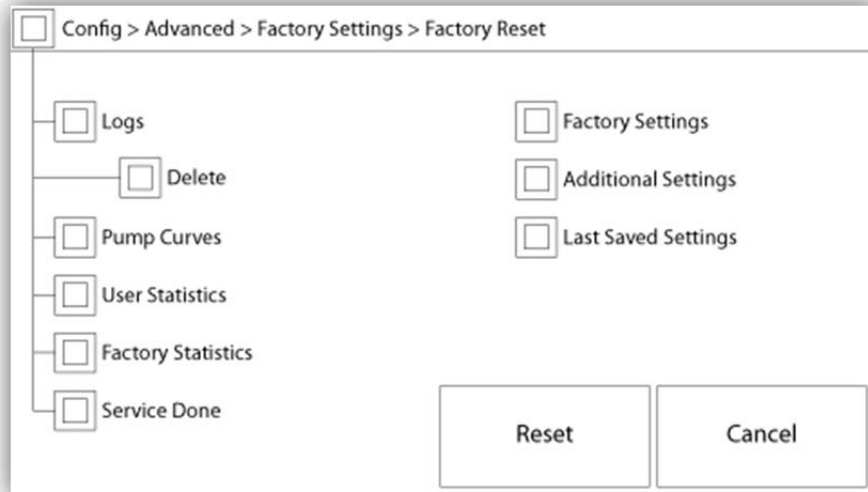 Config > Advanced > Factory Settings > Factory Reset
Logs
Delete
Pump Curves
User Statistics
Factory Statistics
Service Done
Factory Settings
Additional Settings
Last Saved Settings
Reset
Cancel